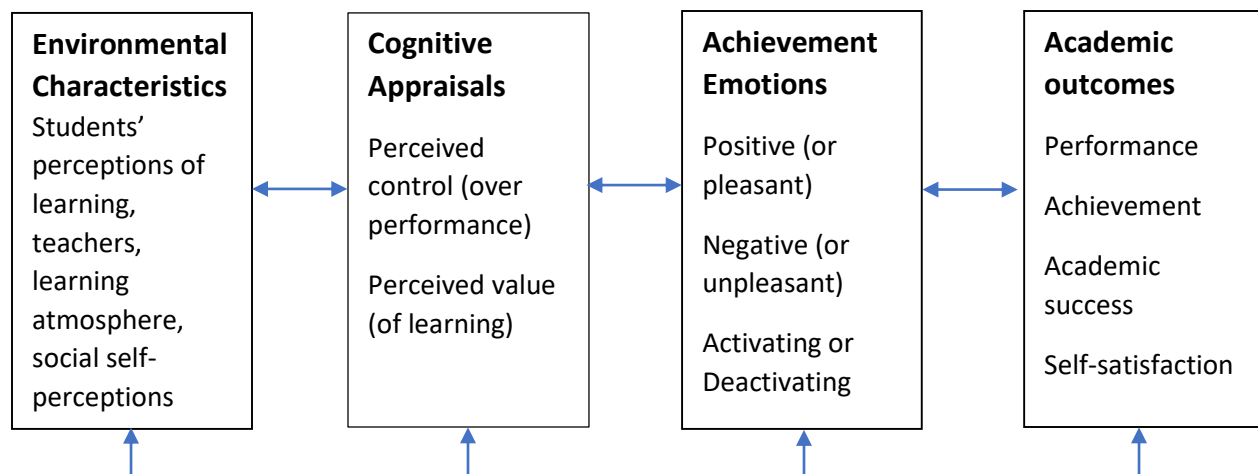 Environmental
Characteristics
Students’
perceptions of
learning,
teachers,
learning
atmosphere,
social self-
perceptions
Cognitive
Appraisals
Perceived
control (over
performance)
Perceived value
(of learning)
Achievement
Emotions
Positive (or
pleasant)
Negative (or
unpleasant)
Activating or
Deactivating
Academic
outcomes
Performance
Achievement
Academic
success
Self-satisfaction